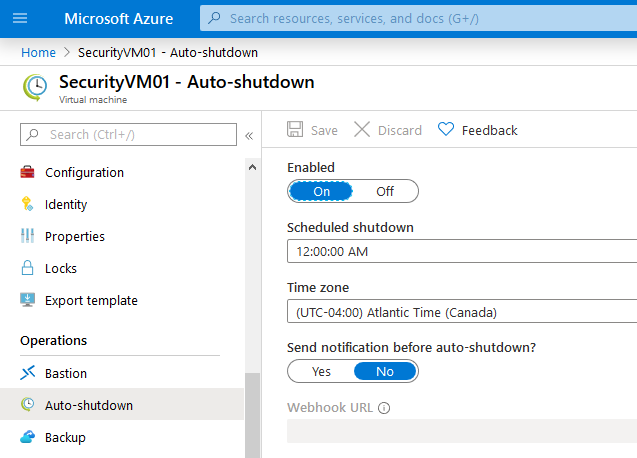 Microsoft Azure
Search resources, services, and docs (G+/)
Home > SecurityVM01 - Auto-shutdown
SecurityVM01 - Auto-shutdown
Virtual machine
Search (Ctrl+/)
«
Configuration
Identity
Properties
Locks
Export template
Operations
Bastion
Auto-shutdown
Backup
Save
Discard
Feedback
Enabled
On Off
Scheduled shutdown
12:00:00 AM
Time zone
(UTC-04:00) Atlantic Time (Canada)
Send notification before auto-shutdown?
Yes No
Webhook URL